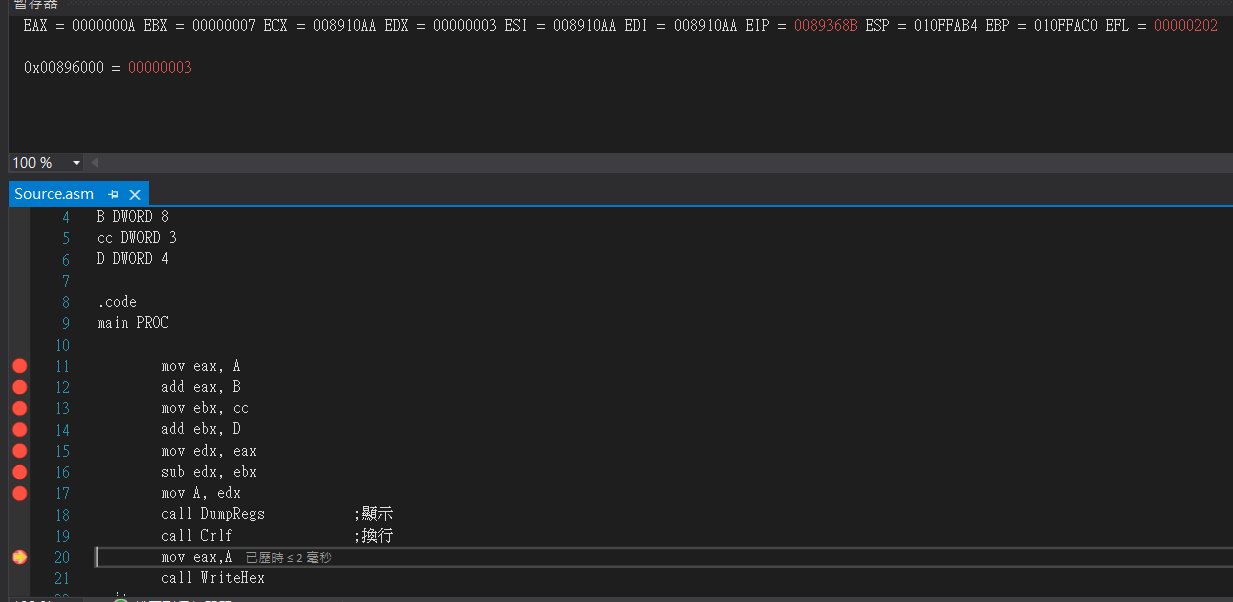 暫存器
EAX = 0000000A EBX = 00000007 ECX = 008910AA EDX = 00000003 ESI = 008910AA EDI = 008910AA EIP = 0089368B ESP = 010FFAB4 EBP = 010FFAC0 EFL = 00000202
0x00896000 = 00000003
100 %
Source.asm
4 B DWORD 8
5 cc DWORD 3
6 D DWORD 4
7
8 .code
9 main PROC
10
11 mov eax, A
12 add eax, B
13 mov ebx, cc
14 add ebx, D
15 mov edx, eax
16 sub edx, ebx
17 mov A, edx
18 call DumpRegs ;顯示
19 call Crlf ;換行
20 mov eax,A 已歷時 ≤ 2 毫秒
21 call WriteHex